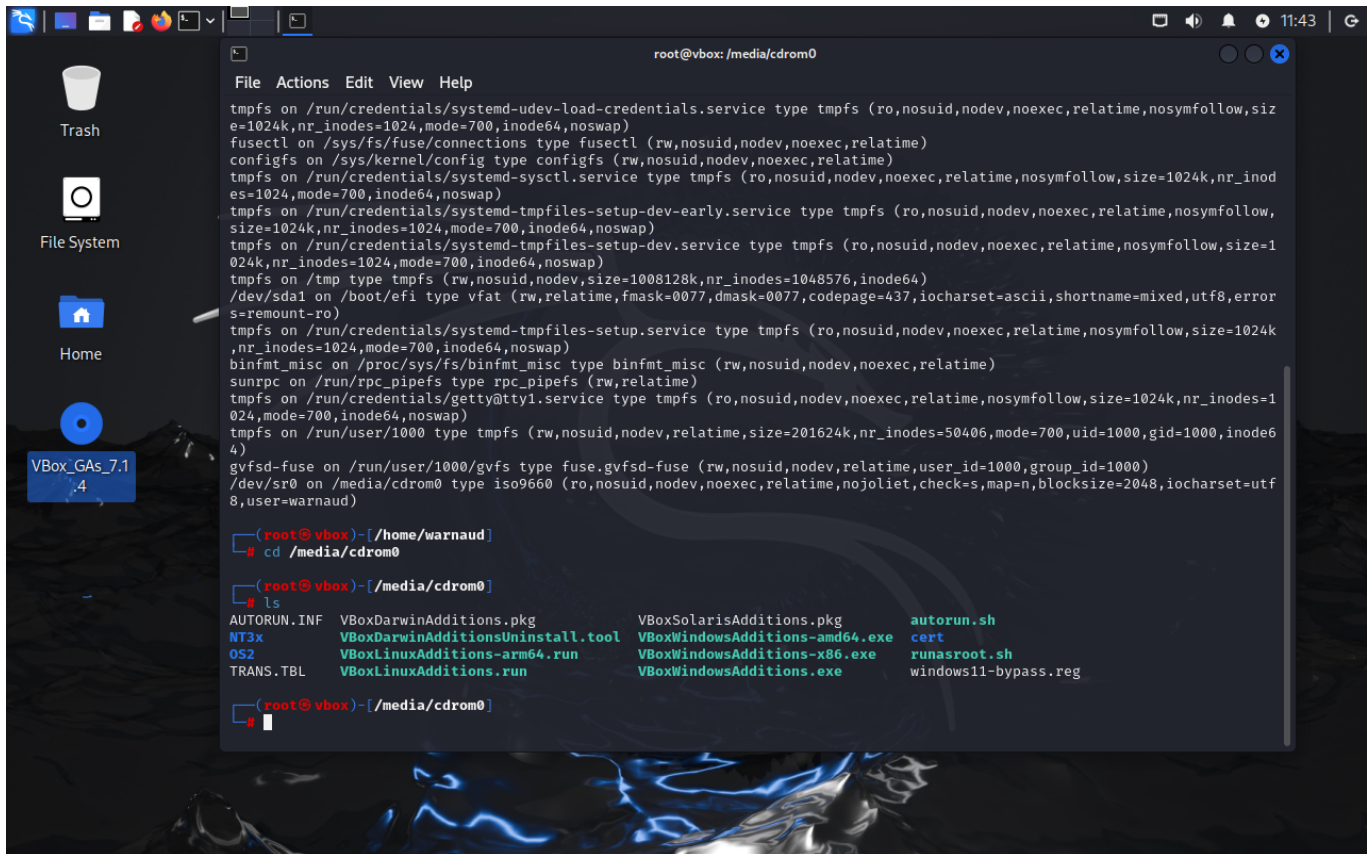 11:43
Trash
File System
Home
VBox_GAs_7.1
.4
root@vbox: /media/cdrom0
File Actions Edit View Help
tmpfs on /run/credentials/systemd-udev-load-credentials.service type tmpfs (ro,nosuid,nodev,noexec,relatime,nosymfollow,siz
e=1024k,nr_inodes=1024,mode=700,inode64,noswap)
fusectl on /sys/fs/fuse/connections type fusectl (rw,nosuid,nodev,noexec,relatime)
configfs on /sys/kernel/config type configfs (rw,nosuid,nodev,noexec,relatime)
tmpfs on /run/credentials/systemd-sysctl.service type tmpfs (ro,nosuid,nodev,noexec,relatime,nosymfollow,size=1024k,nr_inod
es=1024,mode=700,inode64,noswap)
tmpfs on /run/credentials/systemd-tmpfiles-setup-dev-early.service type tmpfs (ro,nosuid,nodev,noexec,relatime,nosymfollow,
size=1024k,nr_inodes=1024,mode=700,inode64,noswap)
tmpfs on /run/credentials/systemd-tmpfiles-setup-dev.service type tmpfs (ro,nosuid,nodev,noexec,relatime,nosymfollow,size=1
024k,nr_inodes=1024,mode=700,inode64,noswap)
tmpfs on /tmp type tmpfs (rw,nosuid,nodev,size=1008128k,nr_inodes=1048576,inode64)
/dev/sda1 on /boot/efi type vfat (rw,relatime,fmask=0077,dmask=0077,codepage=437,iocharset=ascii,shortname=mixed,utf8,error
s=remount-ro)
tmpfs on /run/credentials/systemd-tmpfiles-setup.service type tmpfs (ro,nosuid,nodev,noexec,relatime,nosymfollow,size=1024k
,nr_inodes=1024,mode=700,inode64,noswap)
binfmt_misc on /proc/sys/fs/binfmt_misc type binfmt_misc (rw,nosuid,nodev,noexec,relatime)
sunrpc on /run/rpc_pipefs type rpc_pipefs (rw,relatime)
tmpfs on /run/credentials/getty@tty1.service type tmpfs (ro,nosuid,nodev,noexec,relatime,nosymfollow,size=1024k,nr_inodes=1
024,mode=700,inode64,noswap)
tmpfs on /run/user/1000 type tmpfs (rw,nosuid,nodev,relatime,size=201624k,nr_inodes=50406,mode=700,uid=1000,gid=1000,inode6
4)
gvfsd-fuse on /run/user/1000/gvfs type fuse.gvfsd-fuse (rw,nosuid,nodev,relatime,user_id=1000,group_id=1000)
/dev/sr0 on /media/cdrom0 type iso9660 (ro,nosuid,nodev,noexec,relatime,nojoliet,check=s,map=n,blocksize=2048,iocharset=utf
8,user=warnaud)
┌──(root㉿vbox)-[/home/warnaud]
└─# cd /media/cdrom0
┌──(root㉿vbox)-[/media/cdrom0]
└─# ls
AUTORUN.INF VBoxDarwinAdditions.pkg VBoxSolarisAdditions.pkg autorun.sh
NT3x VBoxDarwinAdditionsUninstall.tool VBoxWindowsAdditions-amd64.exe cert
OS2 VBoxLinuxAdditions-arm64.run VBoxWindowsAdditions-x86.exe runasroot.sh
TRANS.TBL VBoxLinuxAdditions.run VBoxWindowsAdditions.exe windows11-bypass.reg
┌──(root㉿vbox)-[/media/cdrom0]
└─#